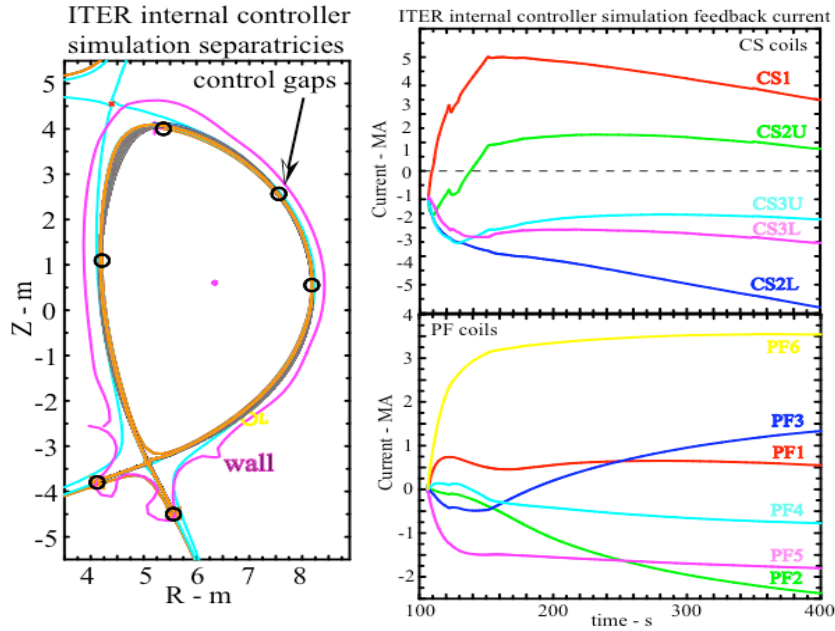 ITER internal controller
simulation separatricies
control gaps
5
4
3
2
1
0
-1
-2
-3
-4
-5
Z - m
wall
4
5
6
7
8
R - m
ITER internal controller simulation feedback current
CS coils
CS1
CS2U
CS3U
CS3L
CS2L
5
4
3
2
1
0
-1
-2
-3
-4
-5
Current - MA
PF coils
PF6
PF3
PF1
PF4
PF5
PF2
4
3
2
1
0
-1
-2
Current - MA
100
200
300
400
time - s